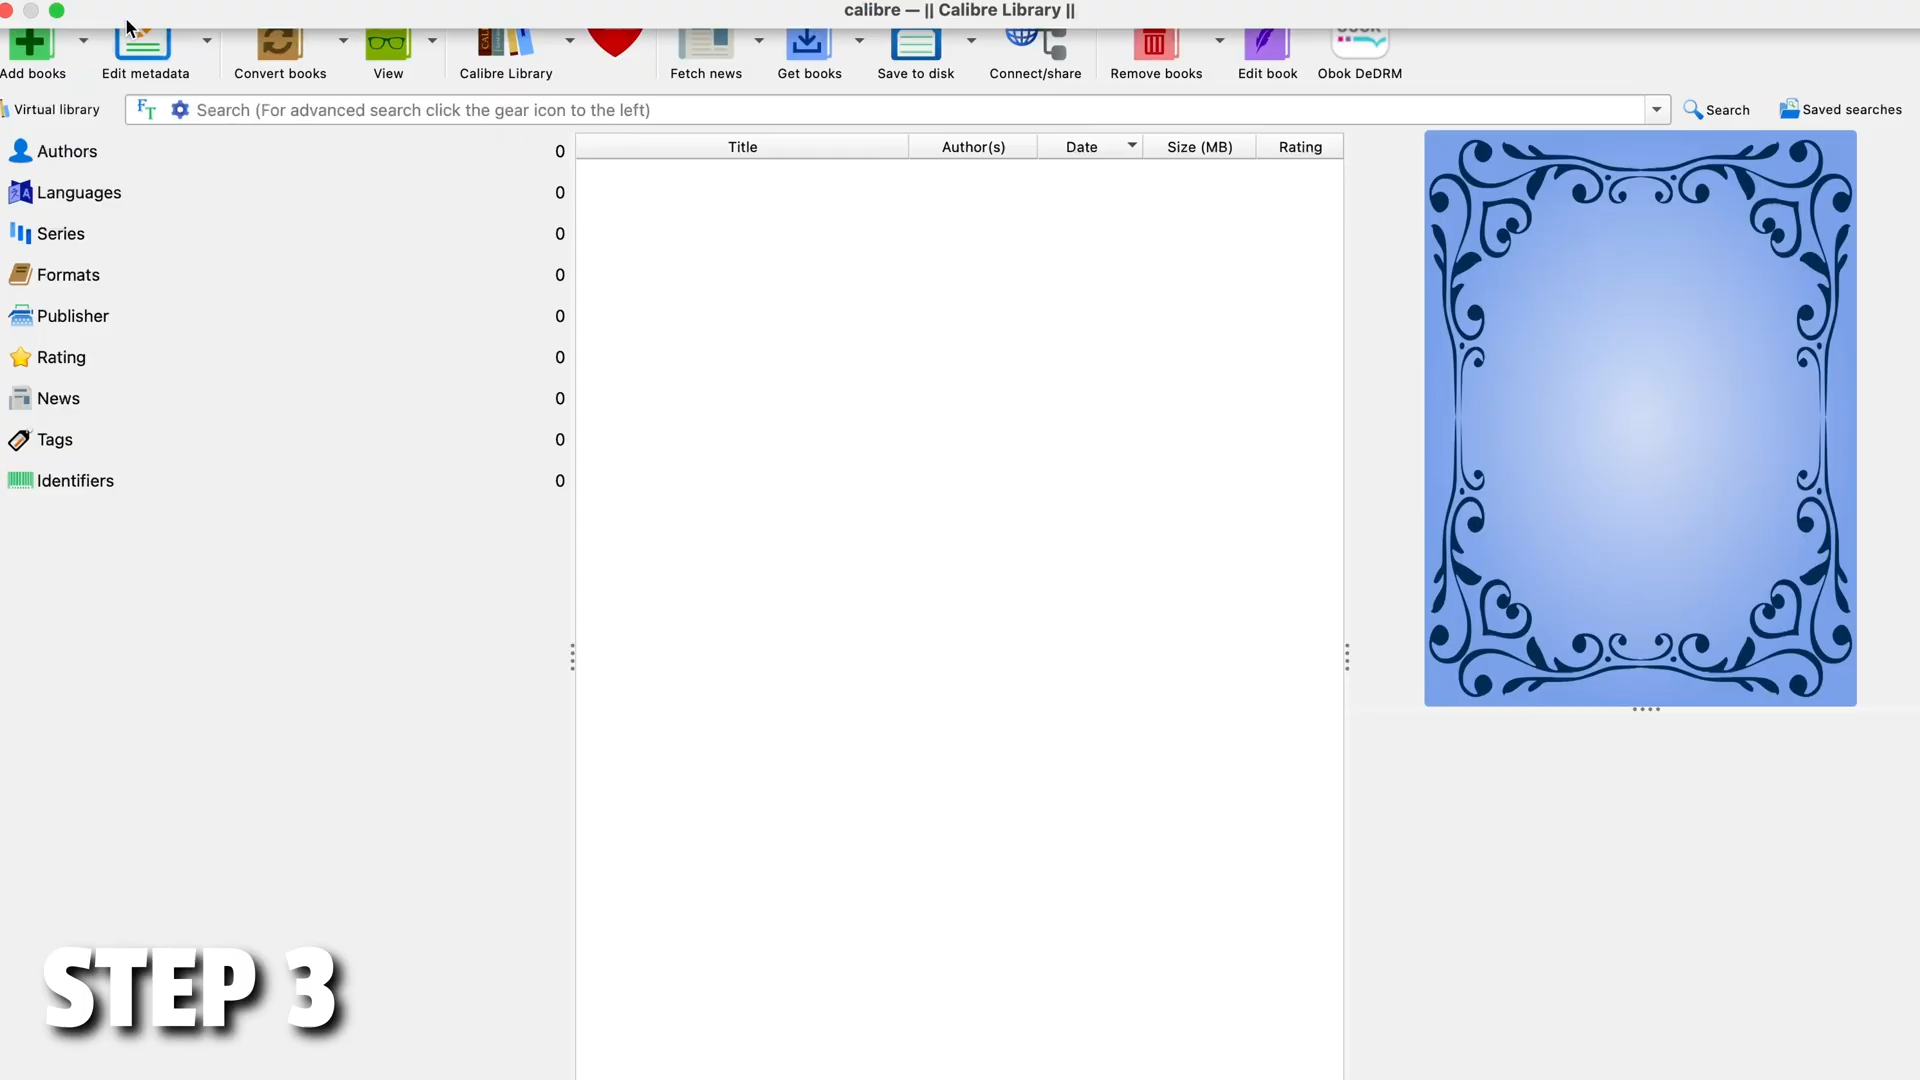 calibre — || Calibre Library ||
Add books
Edit metadata
Convert books
View
Calibre Library
Fetch news
Get books
Save to disk
Connect/share
Remove books
Edit book
Obok DeDRM
Virtual library
FT
Search (For advanced search click the gear icon to the left)
Search
Saved searches
Authors 0
Languages 0
Series 0
Formats 0
Publisher 0
Rating 0
News 0
Tags 0
Identifiers 0
Title Author(s) Date Size (MB) Rating
STEP 3